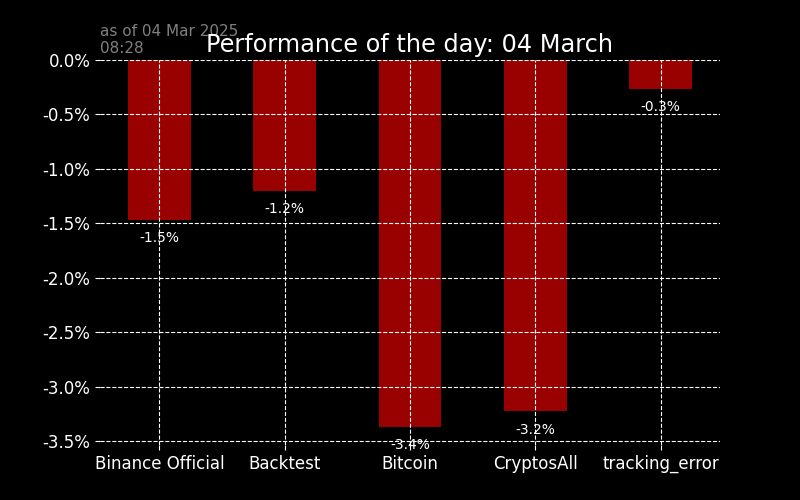 as of 04 Mar 2025
08:28
Performance of the day: 04 March
0.0%
-0.5%
-1.0%
-1.5%
-2.0%
-2.5%
-3.0%
-3.5%
-1.5%
-1.2%
-3.4%
-3.2%
-0.3%
Binance Official
Backtest
Bitcoin
CryptosAll
tracking_error